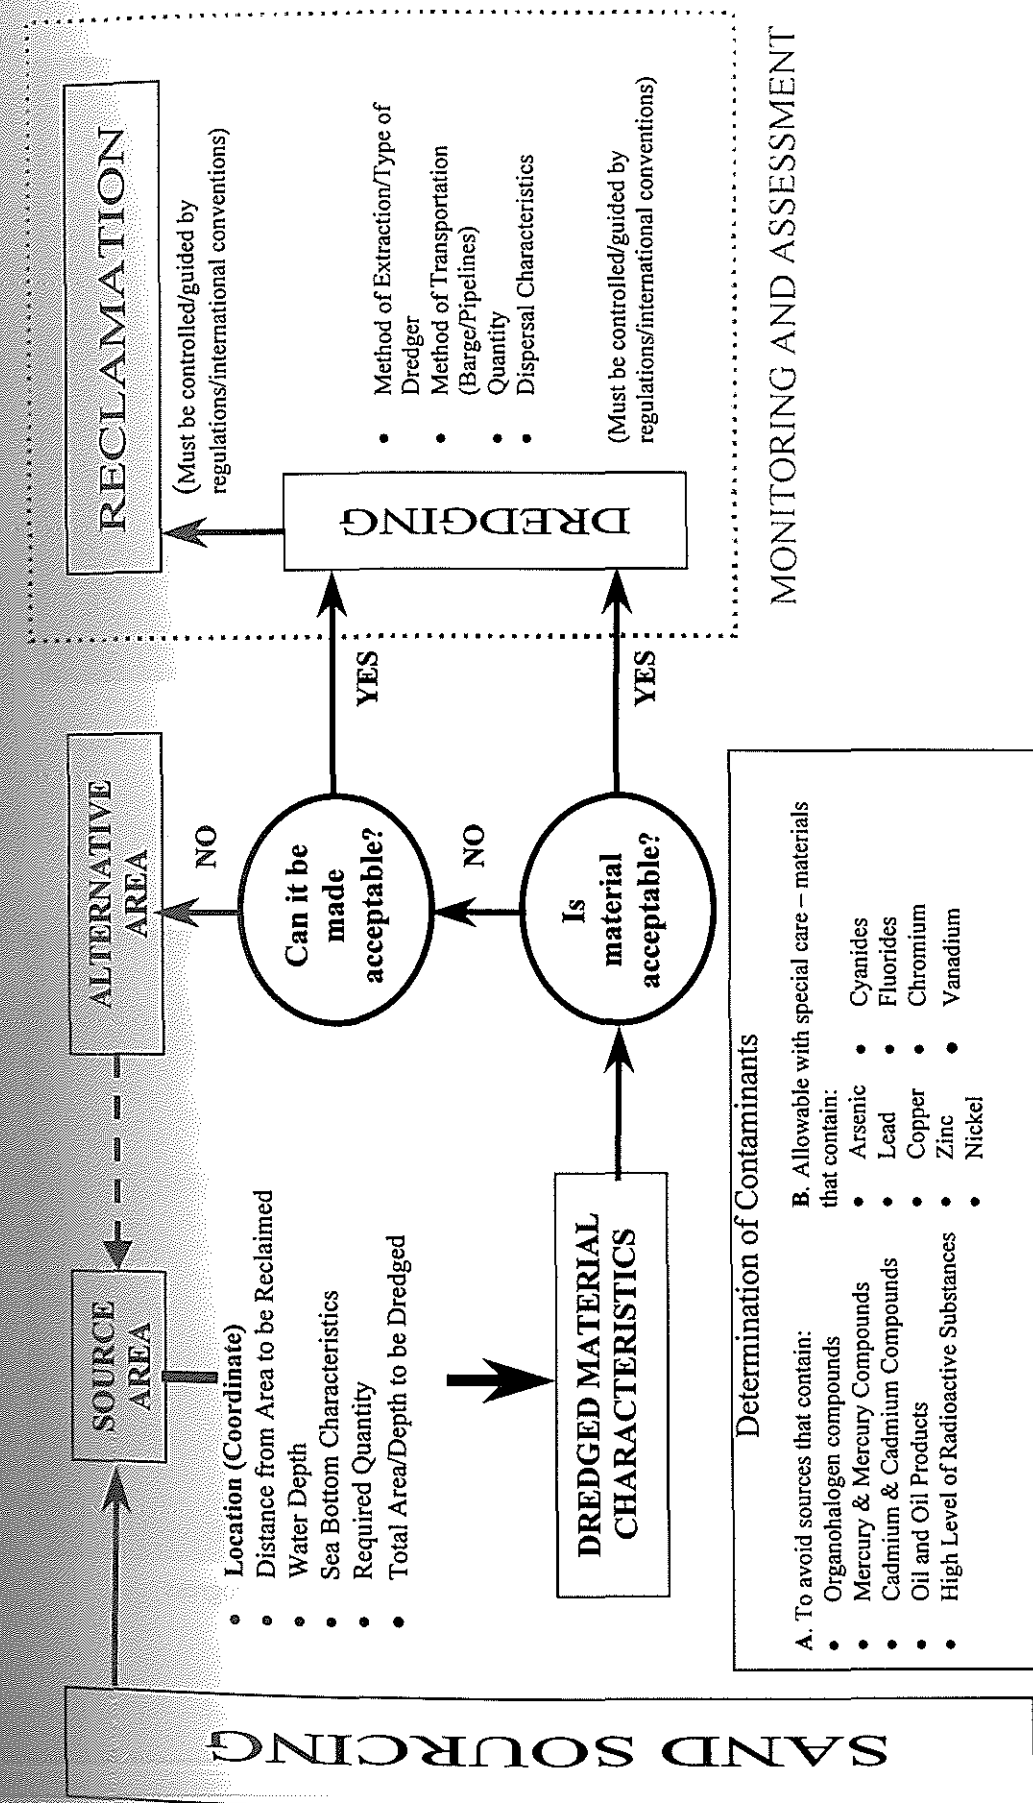 SAND SOURCING
SOURCE
AREA
• Location (Coordinate)
• Distance from Area to be Reclaimed
• Water Depth
• Sea Bottom Characteristics
• Required Quantity
• Total Area/Depth to be Dredged
DREDGED MATERIAL
CHARACTERISTICS
ALTERNATIVE
AREA
NO
Can it be
made
acceptable?
YES
NO
Is
material
acceptable?
YES
RECLAMATION
(Must be controlled/guided by
regulations/international conventions)
DREDGING
• Method of Extraction/Type of
Dredger
• Method of Transportation
(Barge/Pipelines)
• Quantity
• Dispersal Characteristics
(Must be controlled/guided by
regulations/international conventions)
MONITORING AND ASSESSMENT
Determination of Contaminants
A. To avoid sources that contain:
• Organohalogen compounds
• Mercury & Mercury Compounds
• Cadmium & Cadmium Compounds
• Oil and Oil Products
• High Level of Radioactive Substances
B. Allowable with special care – materials
that contain:
• Arsenic
• Lead
• Copper
• Zinc
• Nickel
• Cyanides
• Fluorides
• Chromium
• Vanadium